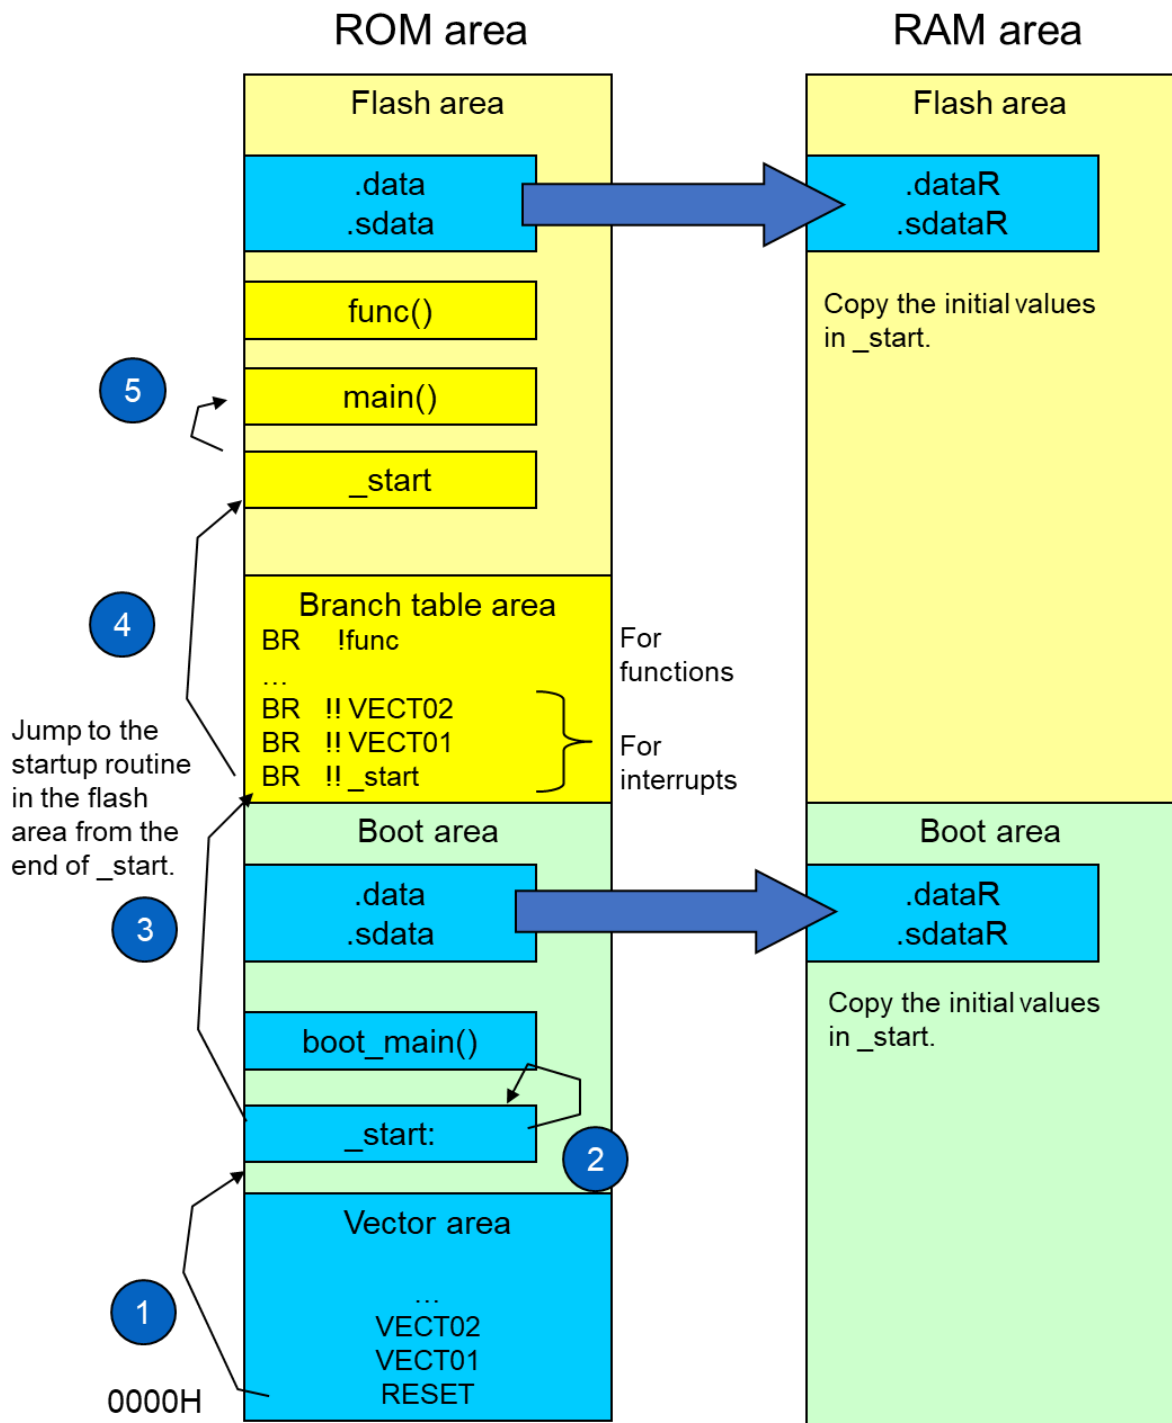 ROM area
RAM area
Flash area
.data
.sdata
func()
main()
_start
5
4
Branch table area
BR !func
...
BR !! VECT02
BR !! VECT01
BR !! _start
For
functions
For
interrupts
Jump to the
startup routine
in the flash
area from the
end of _start.
3
Boot area
.data
.sdata
boot_main()
_start:
2
Vector area
...
VECT02
VECT01
RESET
1
0000H
Flash area
.dataR
.sdataR
Copy the initial values
in _start.
Boot area
.dataR
.sdataR
Copy the initial values
in _start.